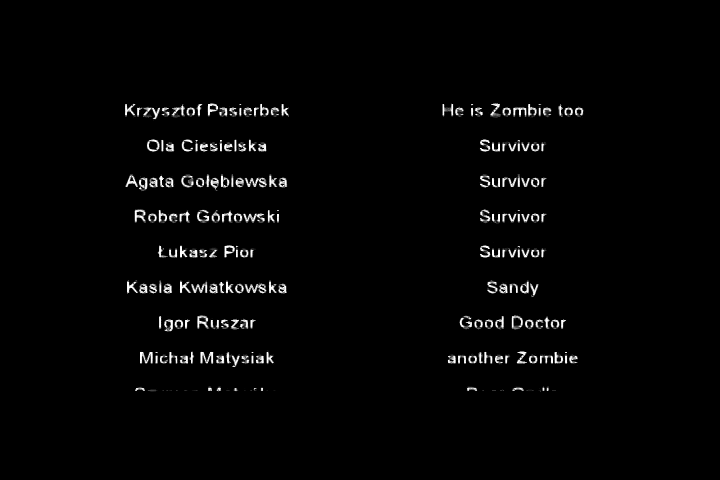 Krzysztof Pasierbek He is Zombie too
Ola Ciesielska Survivor
Agata Gołębiewska Survivor
Robert Górtowski Survivor
Łukasz Pior Survivor
Kasia Kwiatkowska Sandy
Igor Ruszar Good Doctor
Michał Matysiak another Zombie